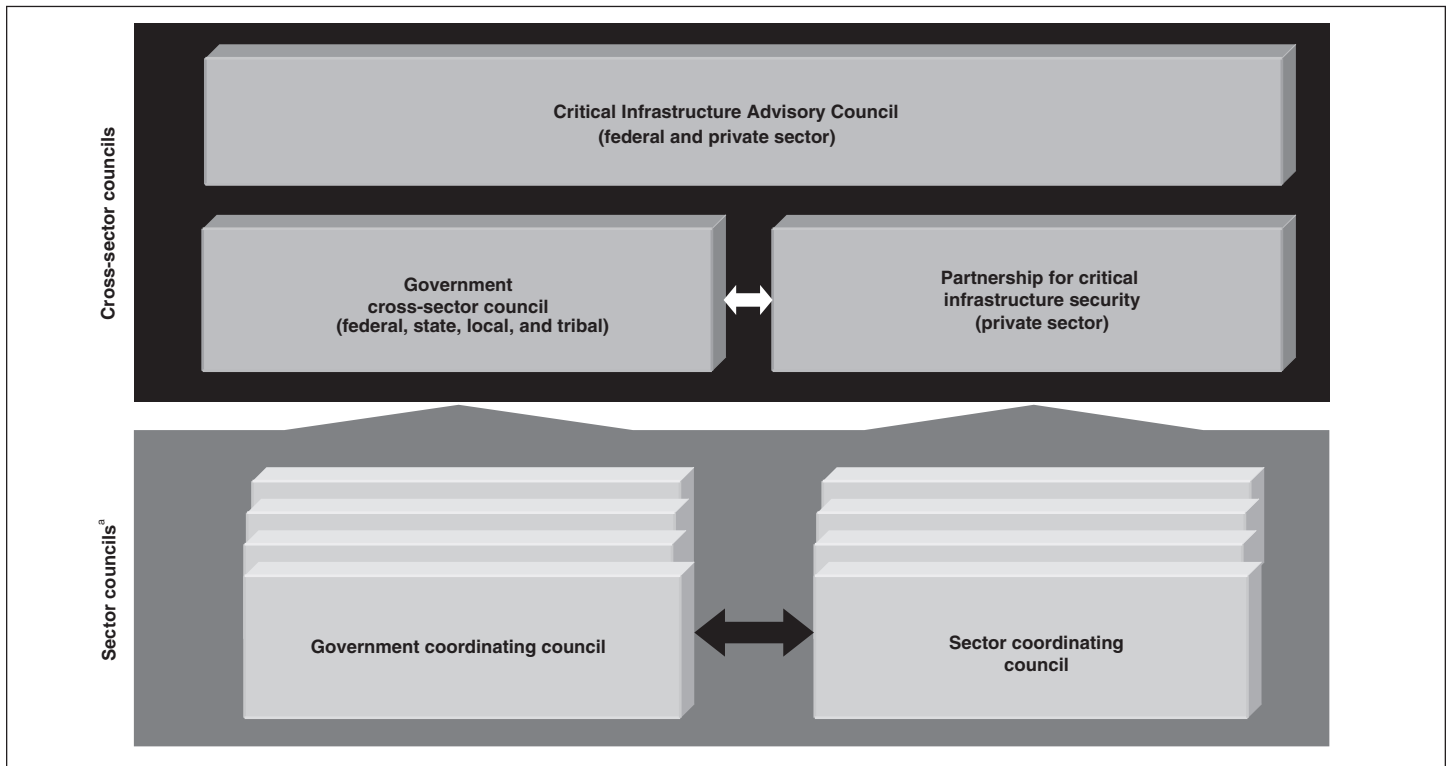 Cross-sector councils
Critical Infrastructure Advisory Council
(federal and private sector)
Government
cross-sector council
(federal, state, local, and tribal)
Partnership for critical
infrastructure security
(private sector)
Sector councilsª
Government coordinating council
Sector coordinating
council